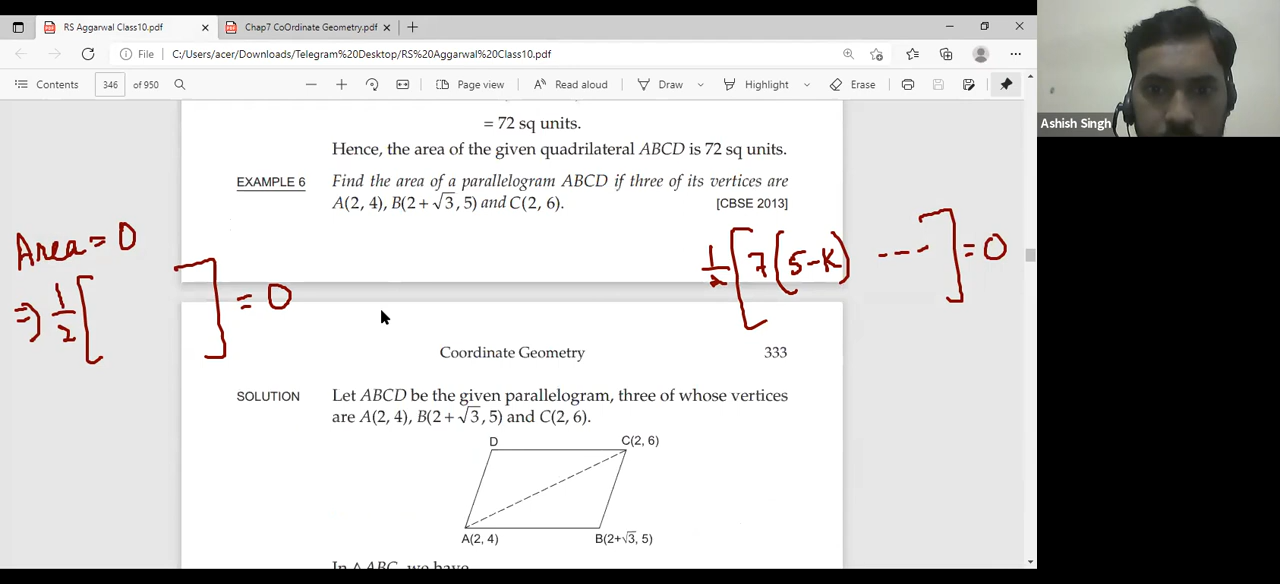 RS Aggarwal Class10.pdf
Chap7 CoOrdinate Geometry.pdf
File
C:/Users/acer/Downloads/Telegram%20Desktop/RS%20Aggarwal%20Class10.pdf
Contents
346 of 950
Page view
Read aloud
Draw
Highlight
Erase
Ashish Singh
= 72 sq units.
Hence, the area of the given quadrilateral ABCD is 72 sq units.
EXAMPLE 6 Find the area of a parallelogram ABCD if three of its vertices are
A(2, 4), B(2 + √3, 5) and C(2, 6). [CBSE 2013]
Area = 0
⇒ 1/2 [ ] = 0
1/2 [ 7(5-K) ---- ] = 0
Coordinate Geometry 333
SOLUTION Let ABCD be the given parallelogram, three of whose vertices
are A(2, 4), B(2 + √3, 5) and C(2, 6).
D C(2, 6)
A(2, 4) B(2+√3, 5)
In △ABC, we have